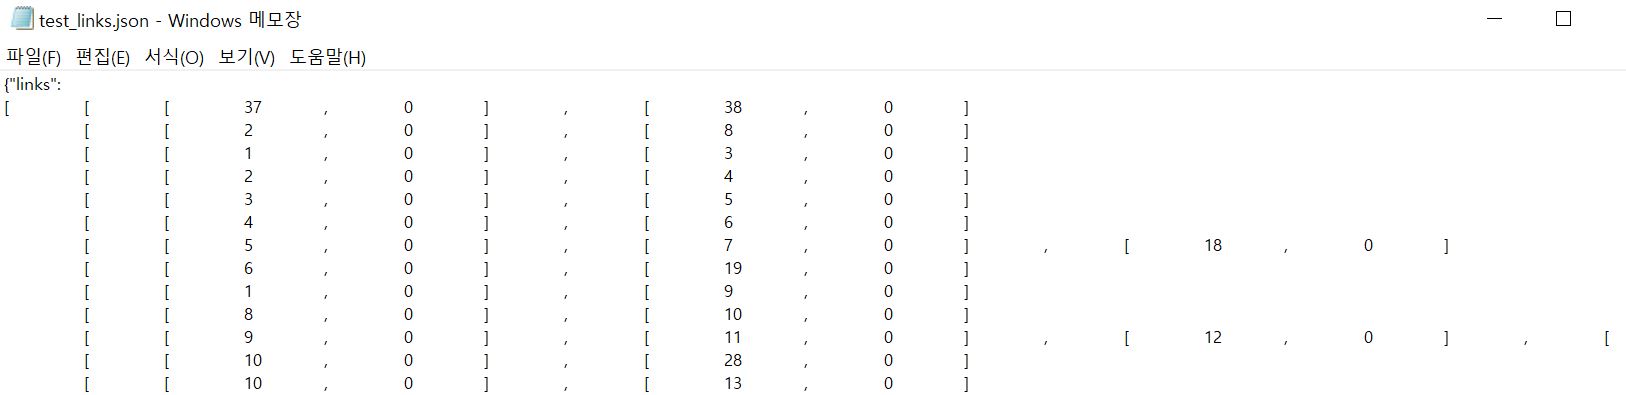 test_links.json - Windows 메모장
파일(F) 편집(E) 서식(O) 보기(V) 도움말(H)
{"links":
[ [ [ 37 , 0 ] , [ 38 , 0 ]
[ [ 2 , 0 ] , [ 8 , 0 ]
[ [ 1 , 0 ] , [ 3 , 0 ]
[ [ 2 , 0 ] , [ 4 , 0 ]
[ [ 3 , 0 ] , [ 5 , 0 ]
[ [ 4 , 0 ] , [ 6 , 0 ]
[ [ 5 , 0 ] , [ 7 , 0 ] , [ 18 , 0 ]
[ [ 6 , 0 ] , [ 19 , 0 ]
[ [ 1 , 0 ] , [ 9 , 0 ]
[ [ 8 , 0 ] , [ 10 , 0 ]
[ [ 9 , 0 ] , [ 11 , 0 ] , [ 12 , 0 ] , [
[ [ 10 , 0 ] , [ 28 , 0 ]
[ [ 10 , 0 ] , [ 13 , 0 ]